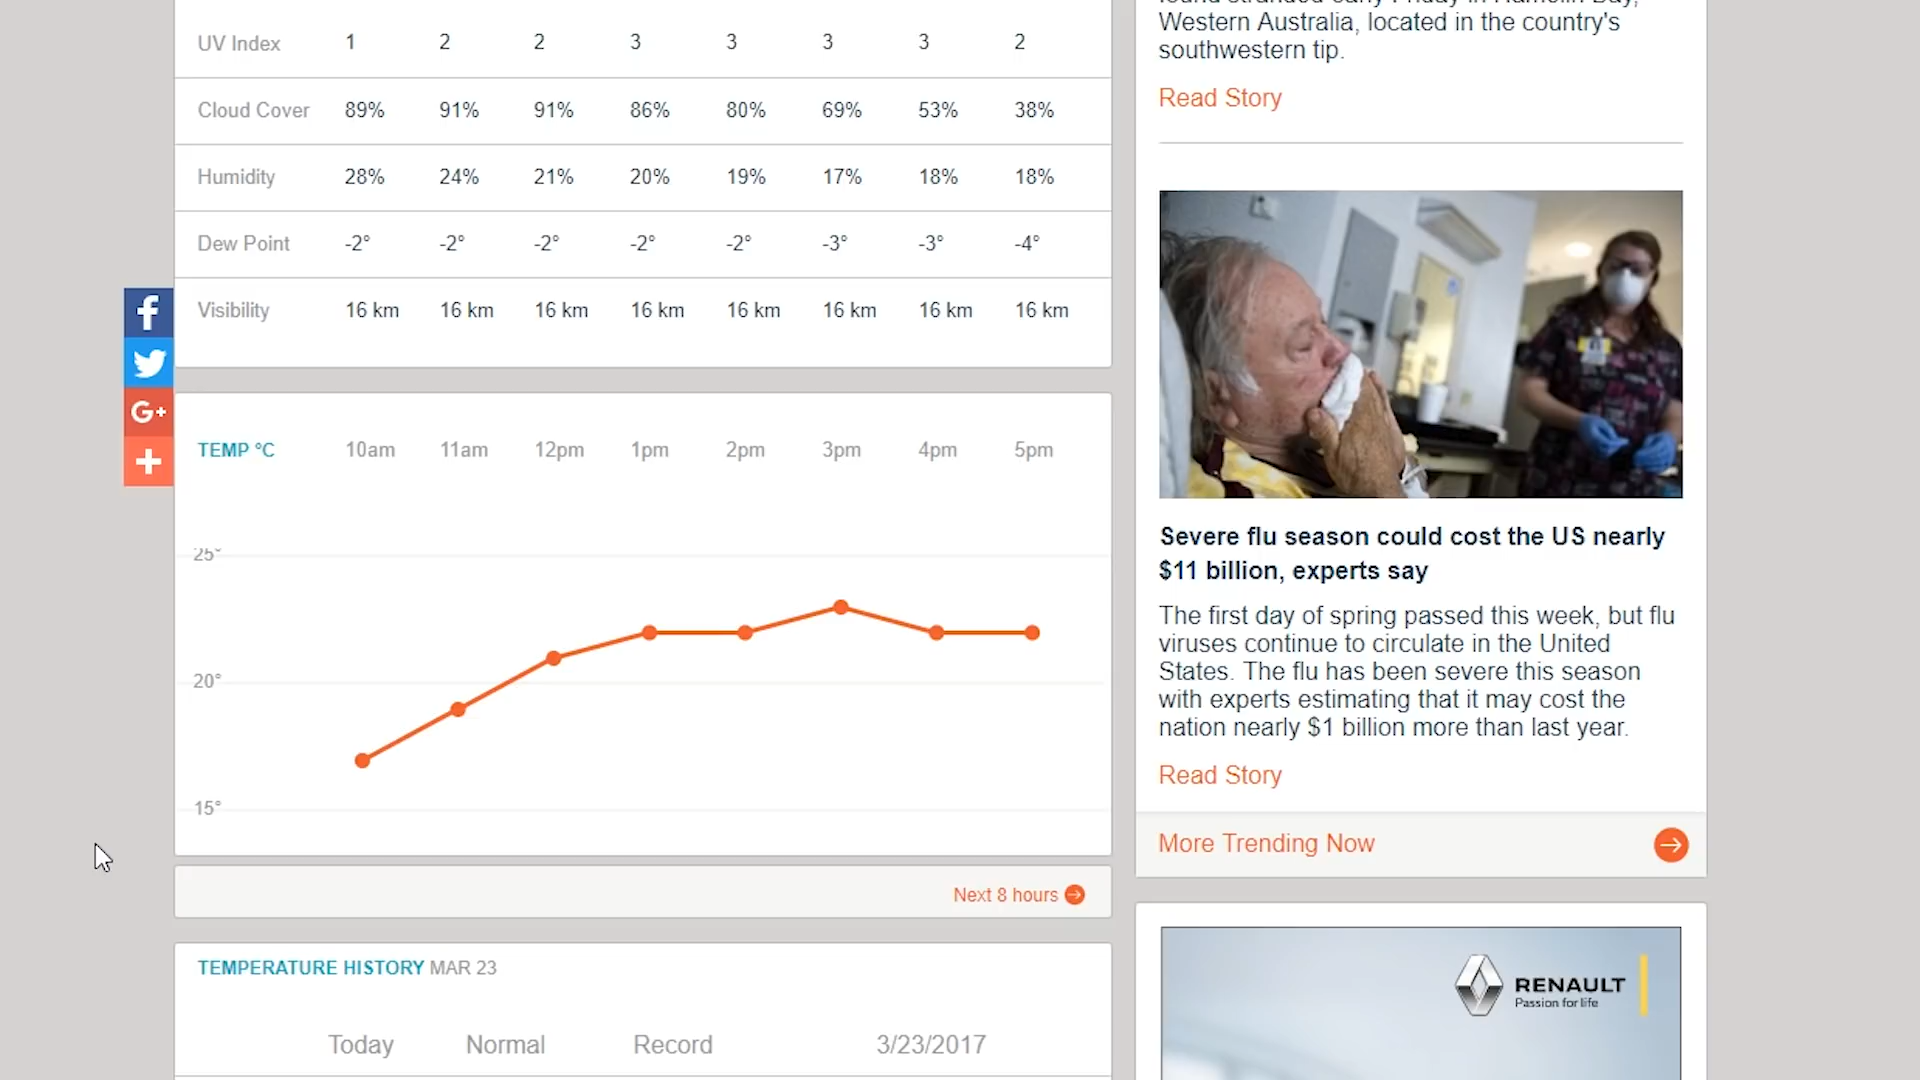 UV Index 1 2 2 3 3 3 3 2
Cloud Cover 89% 91% 91% 86% 80% 69% 53% 38%
Humidity 28% 24% 21% 20% 19% 17% 18% 18%
Dew Point -2° -2° -2° -2° -2° -3° -3° -4°
Visibility 16 km 16 km 16 km 16 km 16 km 16 km 16 km 16 km
f
G+
+
TEMP °C 10am 11am 12pm 1pm 2pm 3pm 4pm 5pm
25°
20°
15°
Next 8 hours
TEMPERATURE HISTORY MAR 23
Today Normal Record 3/23/2017
found stranded early Friday in Hamelin Bay,
Western Australia, located in the country's
southwestern tip.
Read Story
Severe flu season could cost the US nearly
$11 billion, experts say
The first day of spring passed this week, but flu
viruses continue to circulate in the United
States. The flu has been severe this season
with experts estimating that it may cost the
nation nearly $1 billion more than last year.
Read Story
More Trending Now
RENAULT
Passion for life